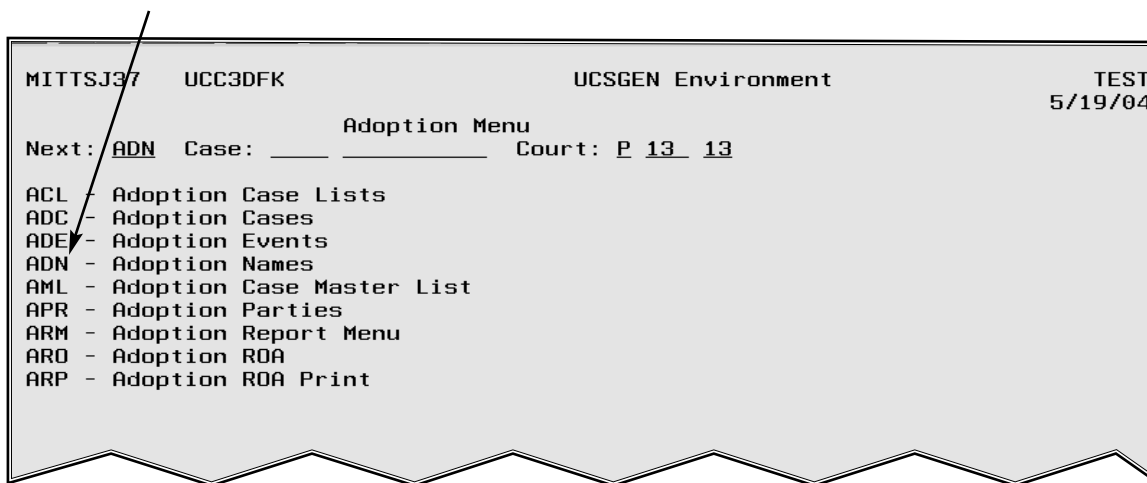 MITTSJ37 UCC3DFK UCSGEN Environment TEST
5/19/04
Adoption Menu
Next: ADN Case: ____ __________ Court: P 13 13
ACL - Adoption Case Lists
ADC - Adoption Cases
ADE - Adoption Events
ADN - Adoption Names
AML - Adoption Case Master List
APR - Adoption Parties
ARM - Adoption Report Menu
ARO - Adoption ROA
ARP - Adoption ROA Print